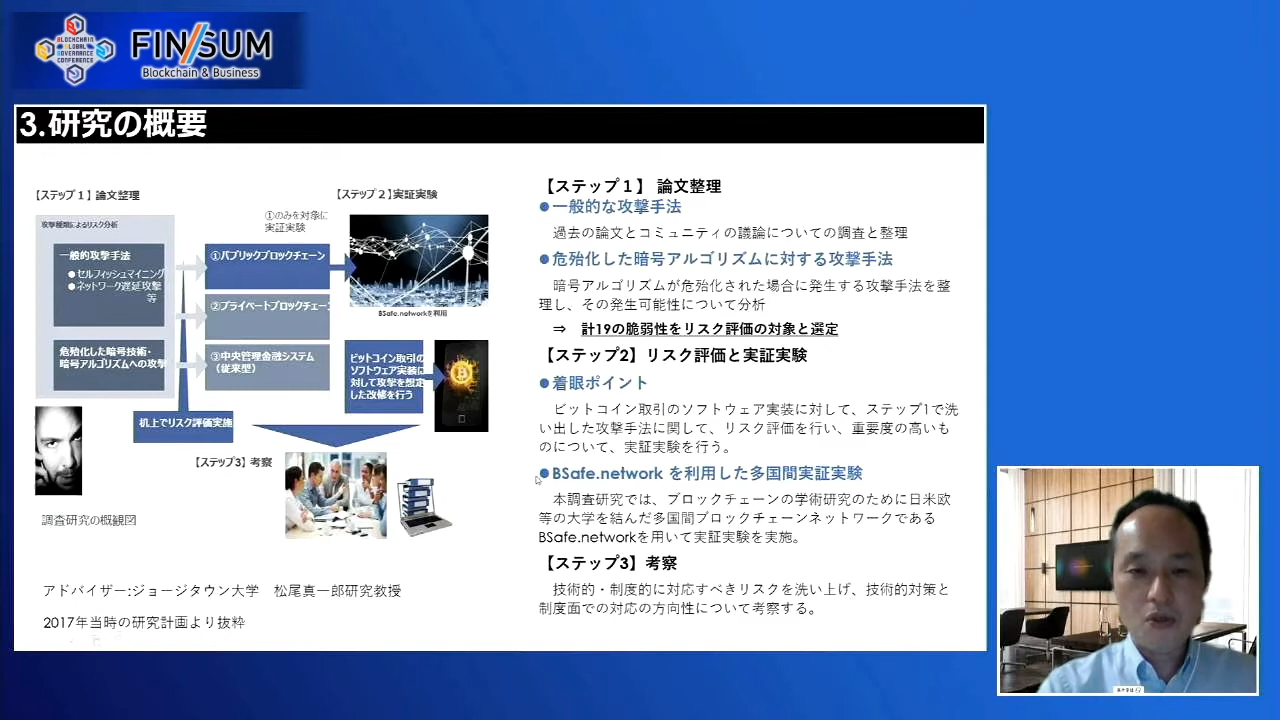 BLOCKCHAIN
GLOBAL
GOVERNANCE
CONFERENCE
FIN/SUM
Blockchain & Business
3.研究の概要
【ステップ１】 論文整理
【ステップ２】実証実験
攻撃種類によるリスク分析
①のみを対象に
実証実験
一般的攻撃手法
●セルフィッシュマイニング
●ネットワーク遅延攻撃
等
①パブリックブロックチェーン
②プライベートブロックチェーン
BSafe.networkを利用
危殆化した暗号技術・
暗号アルゴリズムへの攻撃
③中央管理金融システム
（従来型）
ビットコイン取引の
ソフトウェア実装に
対して攻撃を想定
した改修を行う
机上でリスク評価実施
【ステップ3】考察
調査研究の概観図
アドバイザー:ジョージタウン大学　松尾真一郎研究教授
2017年当時の研究計画より抜粋
【ステップ１】 論文整理
●一般的な攻撃手法
過去の論文とコミュニティの議論についての調査と整理
●危殆化した暗号アルゴリズムに対する攻撃手法
暗号アルゴリズムが危殆化された場合に発生する攻撃手法を整
理し、その発生可能性について分析
⇒　計19の脆弱性をリスク評価の対象と選定
【ステップ2】リスク評価と実証実験
●着眼ポイント
ビットコイン取引のソフトウェア実装に対して、ステップ1で洗
い出した攻撃手法に関して、リスク評価を行い、重要度の高いも
のについて、実証実験を行う。
●BSafe.network を利用した多国間実証実験
本調査研究では、ブロックチェーンの学術研究のために日米欧
等の大学を結んだ多国間ブロックチェーンネットワークである
BSafe.networkを用いて実証実験を実施。
【ステップ3】考察
技術的・制度的に対応すべきリスクを洗い上げ、技術的対策と
制度面での対応の方向性について考察する。